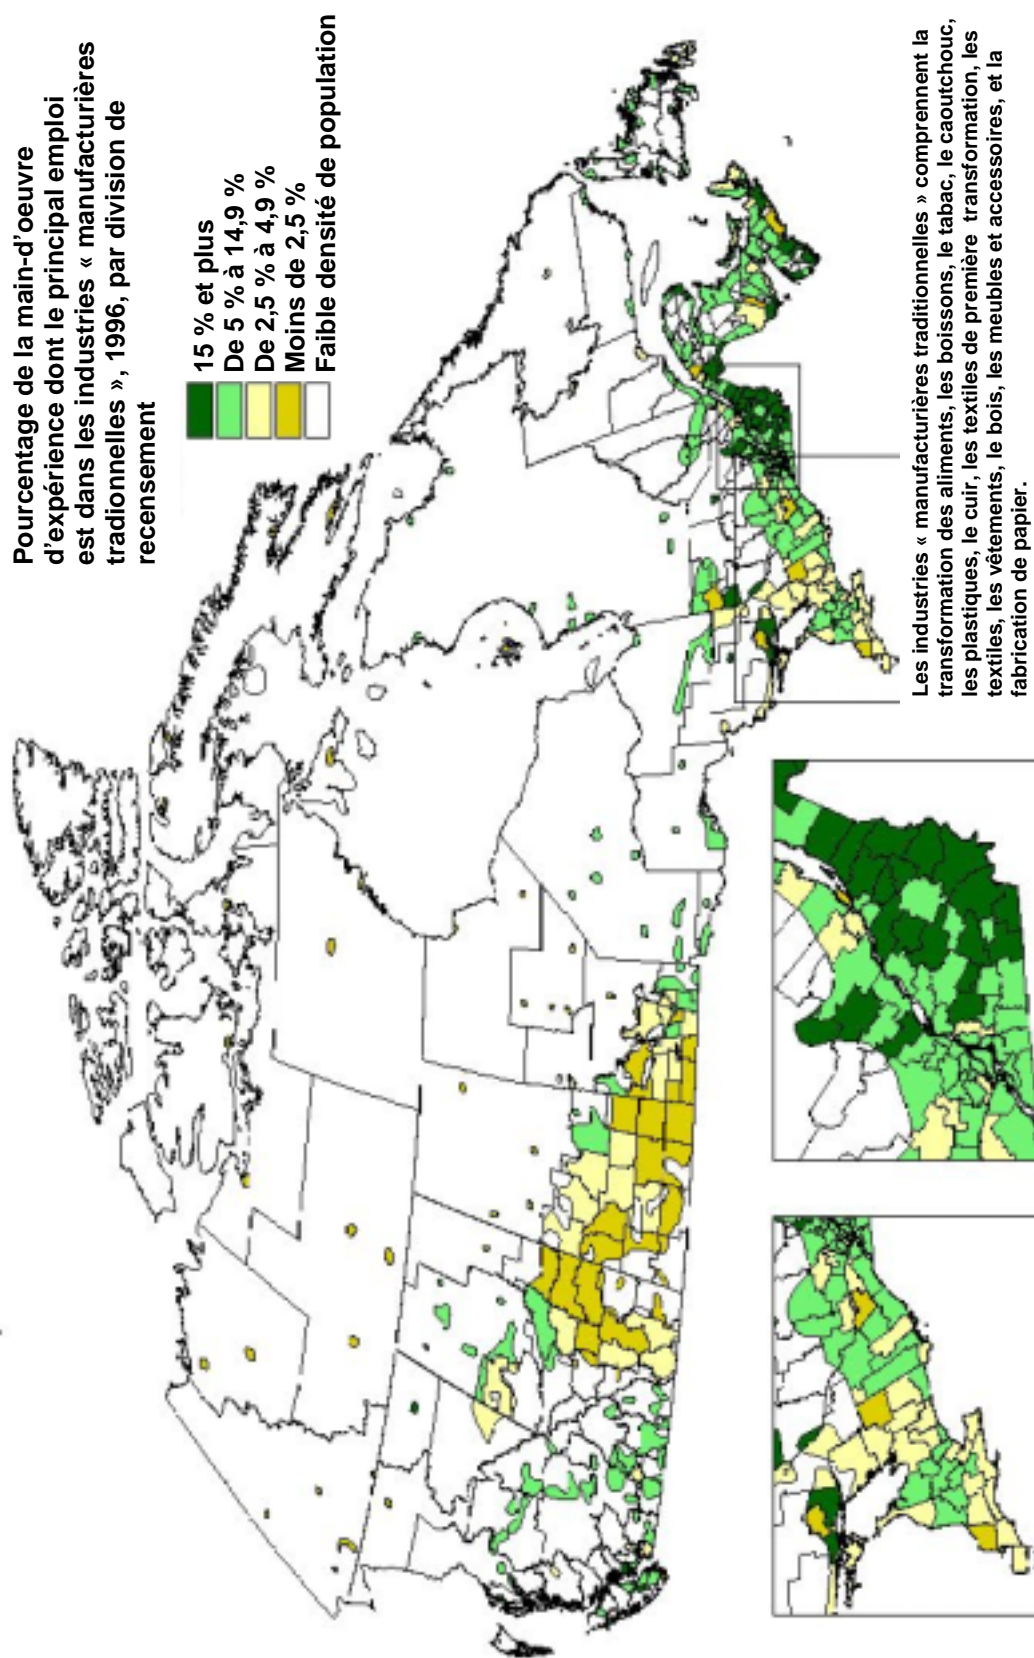 Pourcentage de la main-d'oeuvre
d'expérience dont le principal emploi
est dans les industries « manufacturières
tradionnelles », 1996, par division de
recensement
15 % et plus
De 5 % à 14,9 %
De 2,5 % à 4,9 %
Moins de 2,5 %
Faible densité de population
Les industries « manufacturières traditionnelles » comprennent la
transformation des aliments, les boissons, le tabac, le caoutchouc,
les plastiques, le cuir, les textiles de première transformation, les
textiles, les vêtements, le bois, les meubles et accessoires, et la
fabrication de papier.